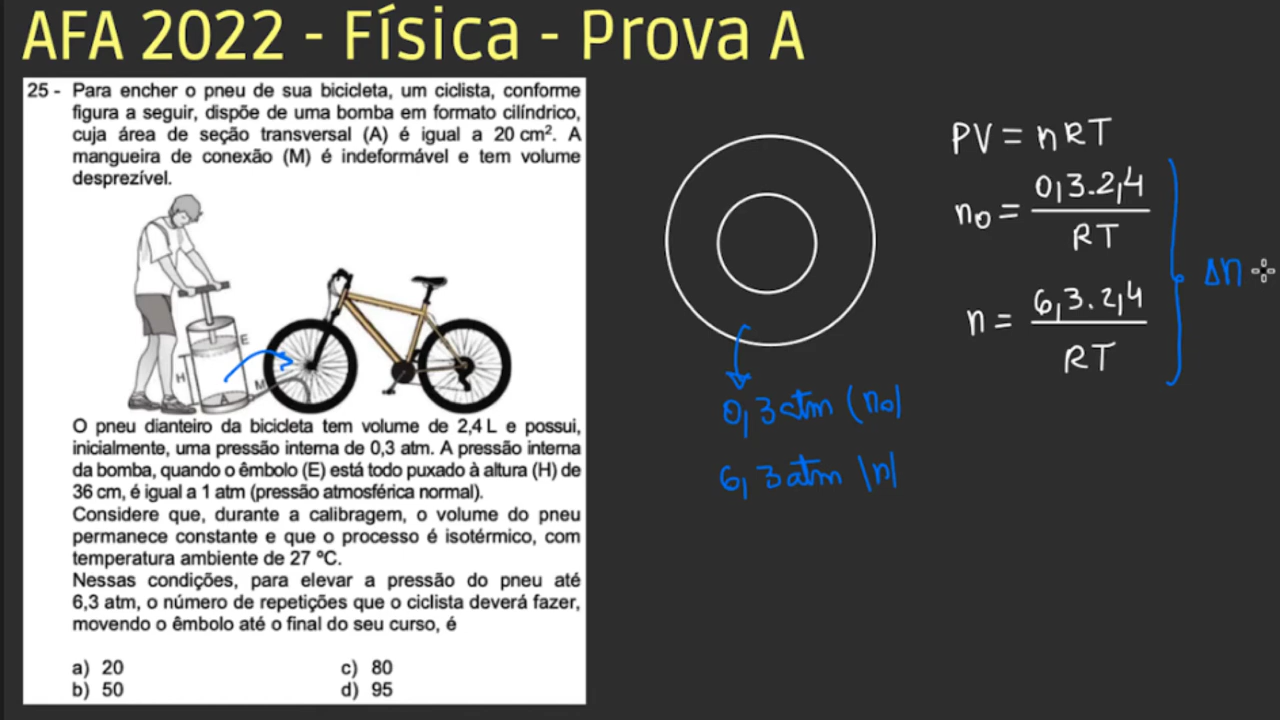 AFA 2022 - Física - Prova A
25 - Para encher o pneu de sua bicicleta, um ciclista, conforme
figura a seguir, dispõe de uma bomba em formato cilíndrico,
cuja área de seção transversal (A) é igual a 20 cm². A
mangueira de conexão (M) é indeformável e tem volume
desprezível.
E
H
M
A
O pneu dianteiro da bicicleta tem volume de 2,4 L e possui,
inicialmente, uma pressão interna de 0,3 atm. A pressão interna
da bomba, quando o êmbolo (E) está todo puxado à altura (H) de
36 cm, é igual a 1 atm (pressão atmosférica normal).
Considere que, durante a calibragem, o volume do pneu
permanece constante e que o processo é isotérmico, com
temperatura ambiente de 27 ºC.
Nessas condições, para elevar a pressão do pneu até
6,3 atm, o número de repetições que o ciclista deverá fazer,
movendo o êmbolo até o final do seu curso, é
a) 20
b) 50
c) 80
d) 95
0,3 atm (n₀)
6,3 atm (n)
PV = nRT
n₀ = 0,3.2,4
RT
n = 6,3.2,4
RT
Δn